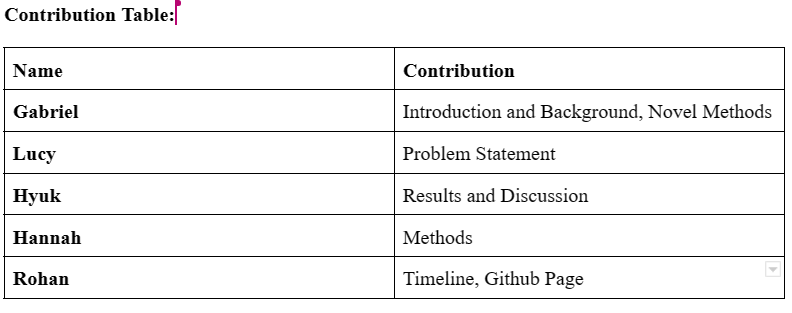 Contribution Table:
Name Contribution
Gabriel Introduction and Background, Novel Methods
Lucy Problem Statement
Hyuk Results and Discussion
Hannah Methods
Rohan Timeline, Github Page